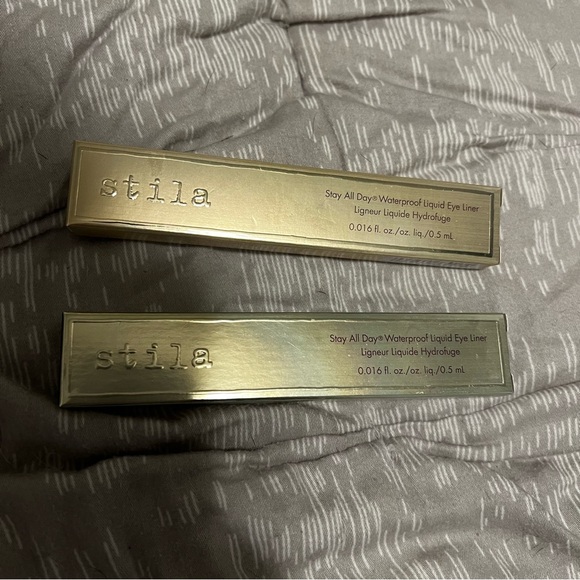 stila
Stay All Day® Waterproof Liquid Eye Liner
Ligneur Liquide Hydrofuge
0.016 fl. oz./oz. liq./0.5 mL
stila
Stay All Day® Waterproof Liquid Eye Liner
Ligneur Liquide Hydrofuge
0.016 fl. oz./oz. liq./0.5 mL